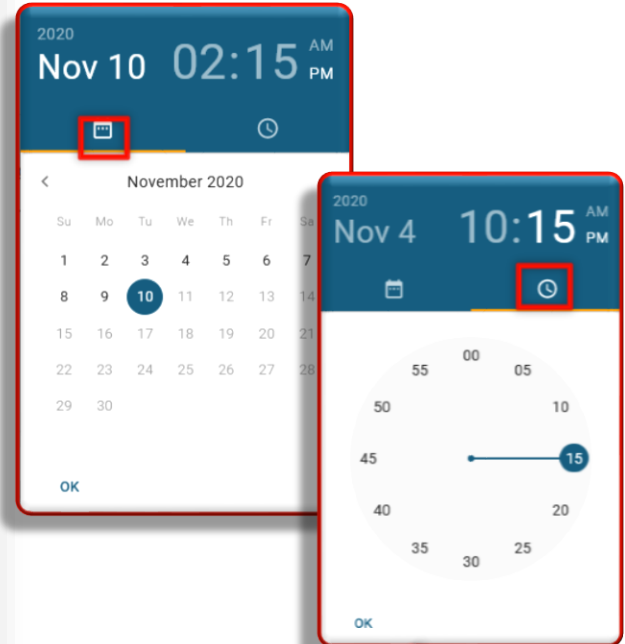 2020
Nov 10 02:15 AM PM
November 2020
Su Mo Tu We Th Fr Sa
1 2 3 4 5 6 7
8 9 10 11 12 13 14
15 16 17 18 19 20 21
22 23 24 25 26 27 28
29 30
OK
2020
Nov 4 10:15 AM PM
00
55 05
50 10
45 15
40 20
35 25
30
OK